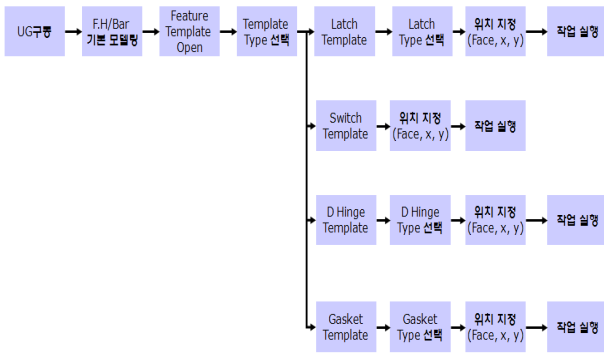 UG구동
F.H/Bar
기본 모델링
Feature
Template
Open
Template
Type 선택
Latch
Template
Latch
Type 선택
위치 지정
(Face, x, y)
작업 실행
Switch
Template
위치 지정
(Face, x, y)
작업 실행
D Hinge
Template
D Hinge
Type 선택
위치 지정
(Face, x, y)
작업 실행
Gasket
Template
Gasket
Type 선택
위치 지정
(Face, x, y)
작업 실행